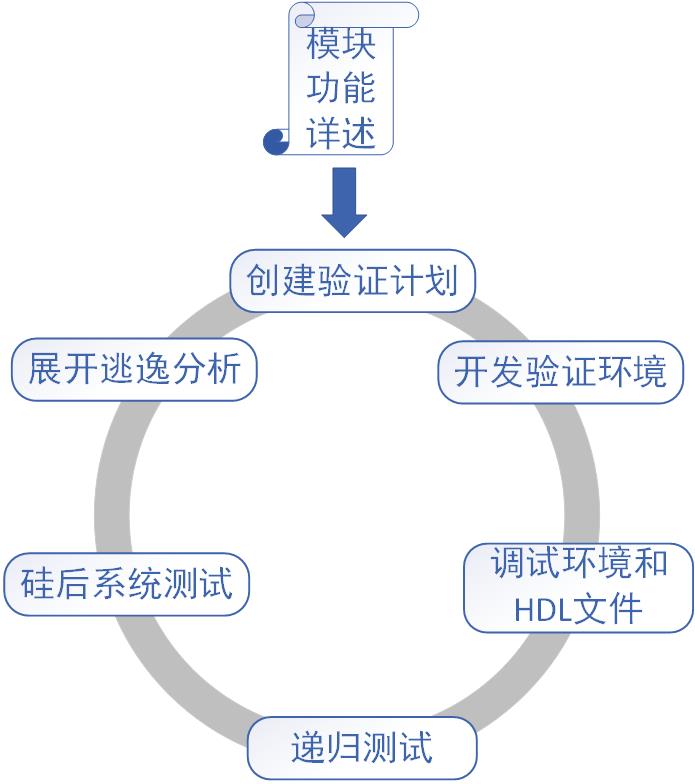 模块
功能
详述
创建验证计划
展开逃逸分析
开发验证环境
硅后系统测试
调试环境和
HDL文件
递归测试